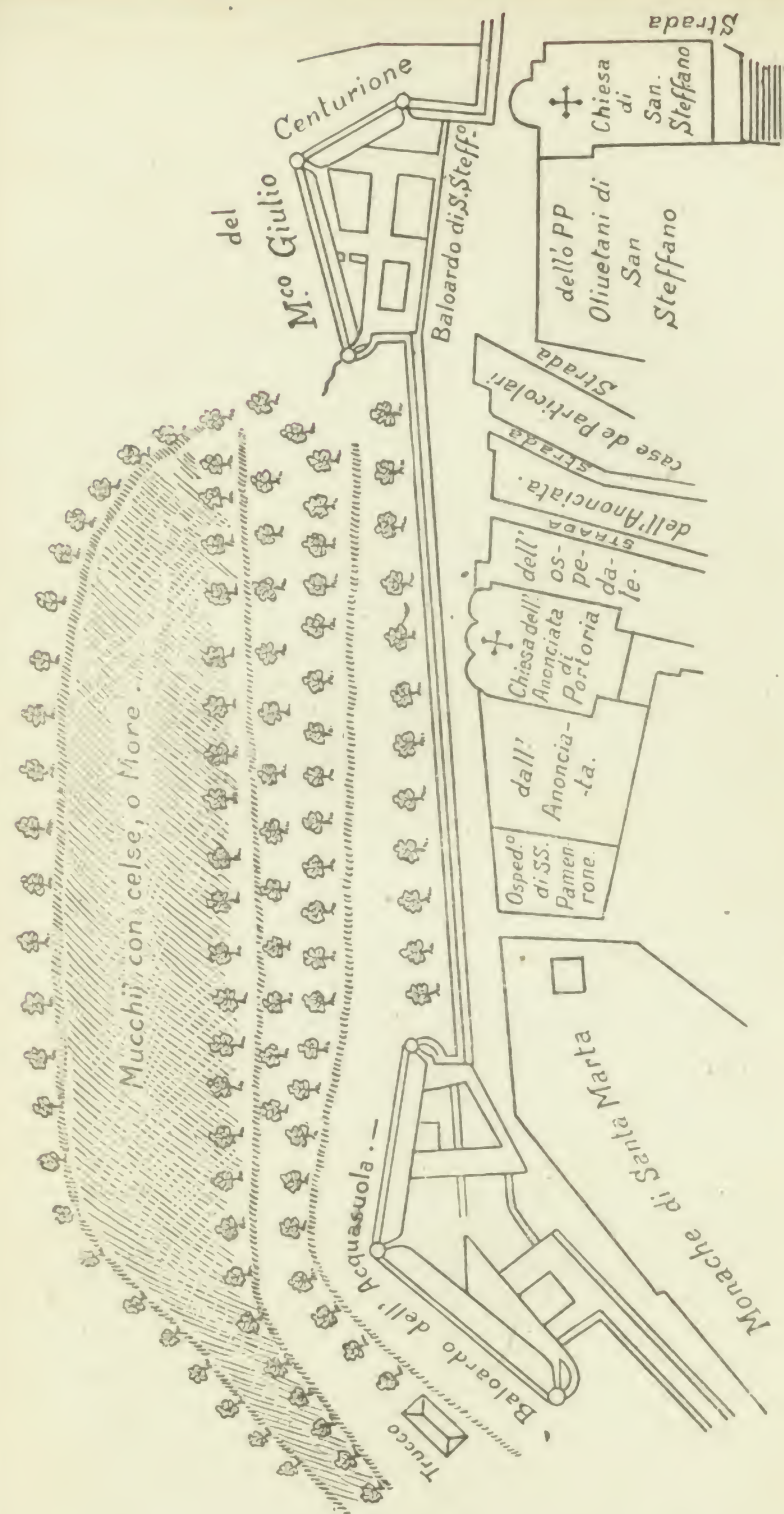 Mucchij con celse, o More.
del
M.co Giulio
Centurione
Baloardo di S. Steff.o
Strada
Chiesa
di
San.
Steffano
dell'o PP
Oliuetani di
San
Steffano
Strada
case de Particolari
strada
dell'Anonciata.
STRADA
dell'
os-
pe-
da-
le.
Chiesa dell'
Anonciata
di
Portoria
dall'
Anoncia-
-ta.
Osped.o
di SS.
Pamen-
rone.
Monache di Santa Marta
Baloardo dell' Acquasuola. —
Trucco